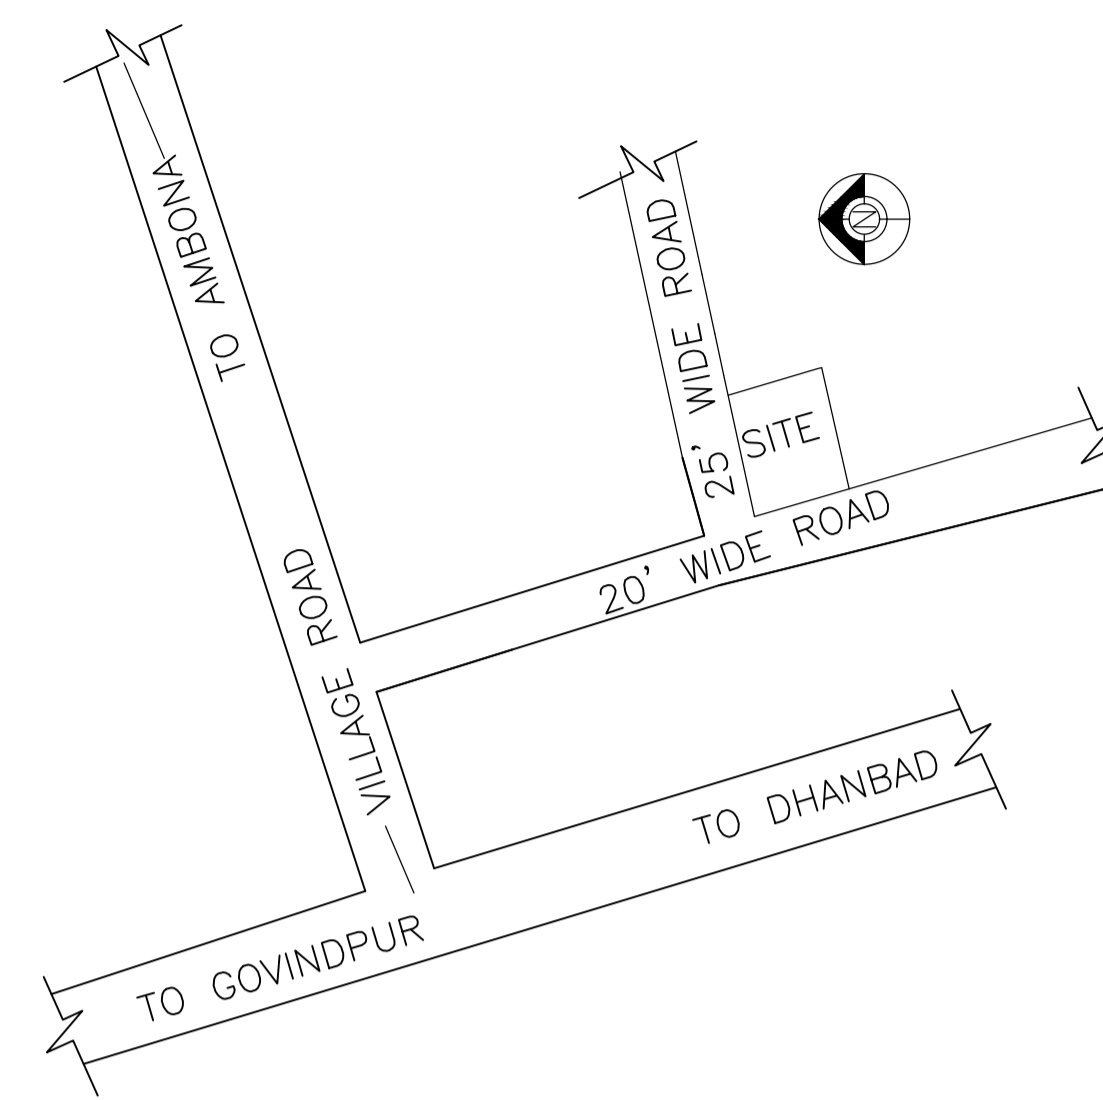 TO AMBONA
25' WIDE ROAD
N
SITE
20' WIDE ROAD
VILLAGE ROAD
TO DHANBAD
TO GOVINDPUR